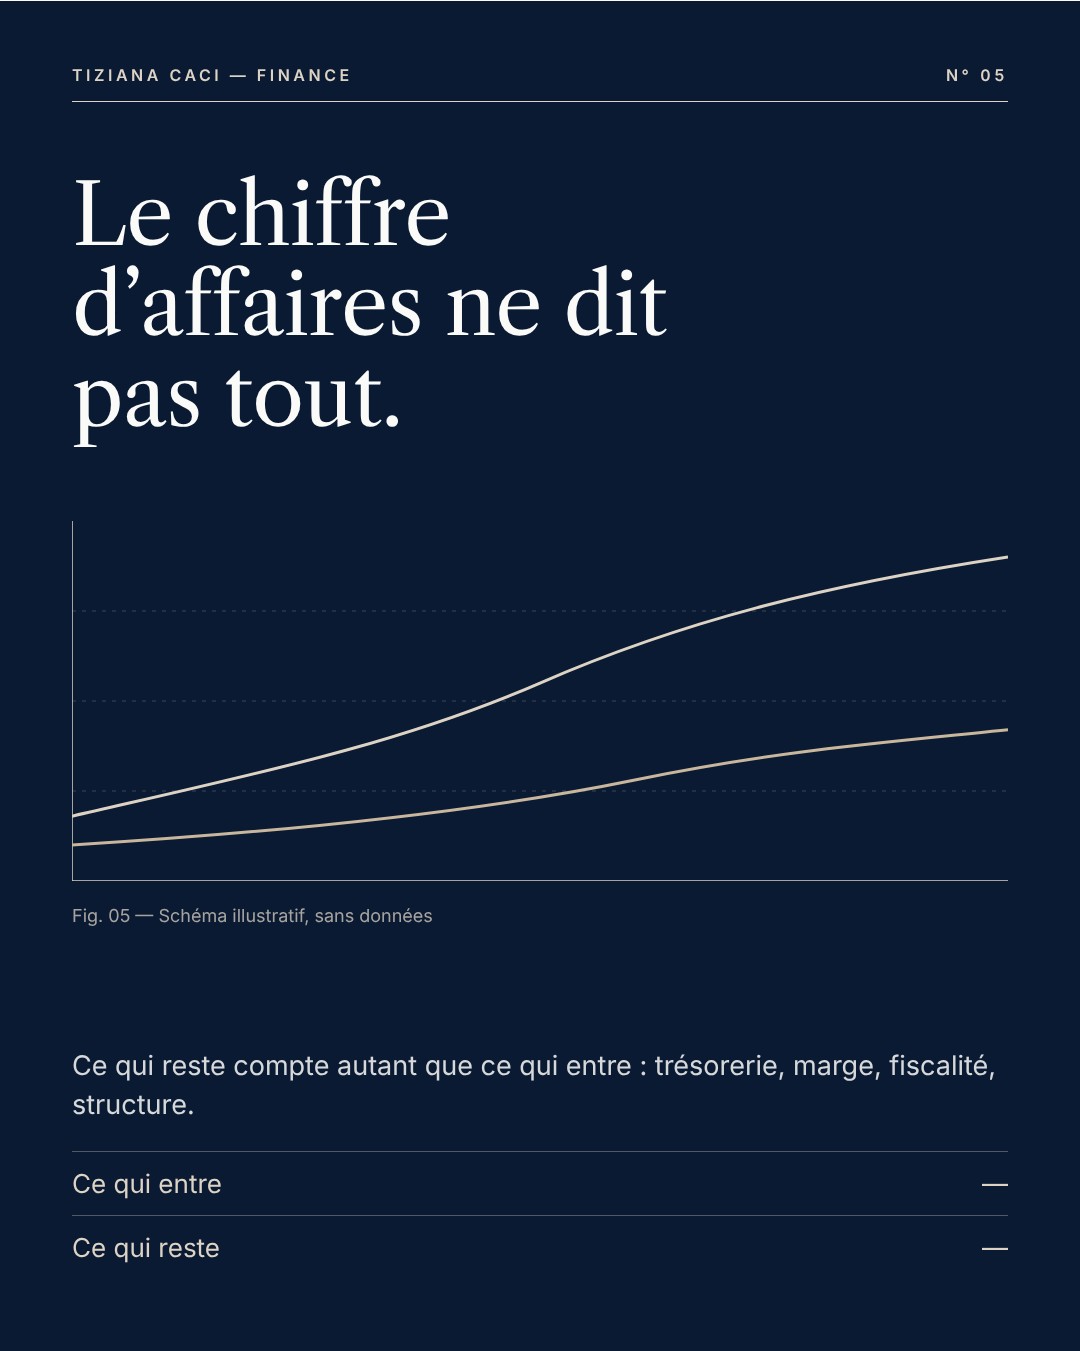 TIZIANA CACI — FINANCE
N° 05
Le chiffre
d’affaires ne dit
pas tout.
Fig. 05 — Schéma illustratif, sans données
Ce qui reste compte autant que ce qui entre : trésorerie, marge, fiscalité,
structure.
Ce qui entre —
Ce qui reste —